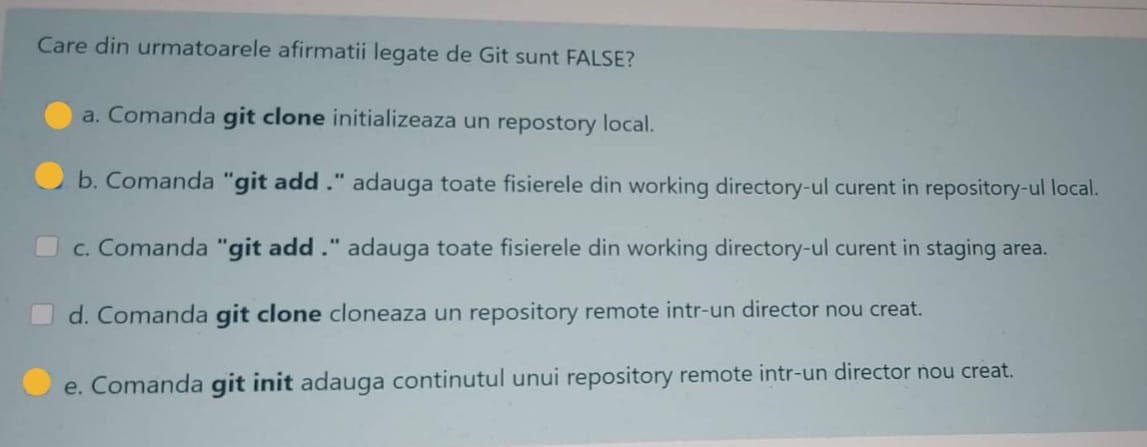 Care din urmatoarele afirmatii legate de Git sunt FALSE?
a. Comanda git clone initializeaza un repostory local.
b. Comanda "git add ." adauga toate fisierele din working directory-ul curent in repository-ul local.
c. Comanda "git add ." adauga toate fisierele din working directory-ul curent in staging area.
d. Comanda git clone cloneaza un repository remote intr-un director nou creat.
e. Comanda git init adauga continutul unui repository remote intr-un director nou creat.